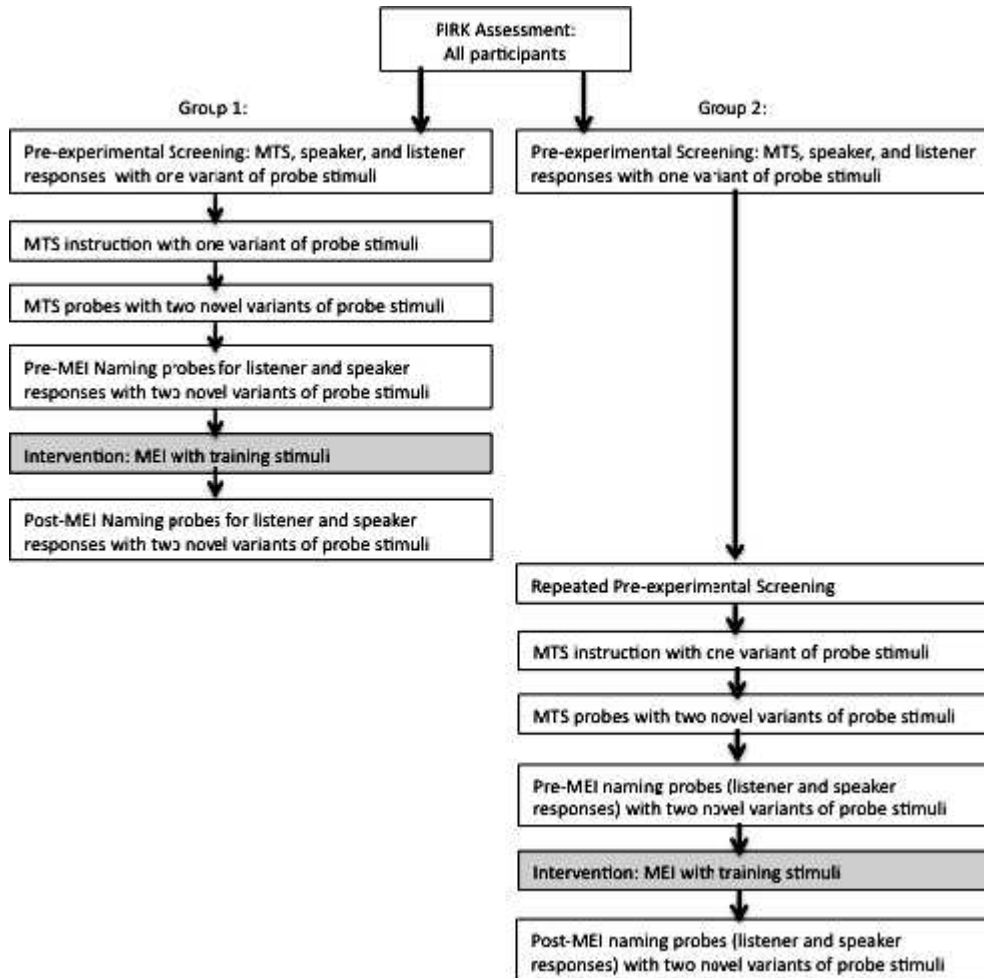 PIRK Assessment:
All participants
Group 1:
Pre-experimental Screening: MTS, speaker, and listener
responses with one variant of probe stimuli
MTS instruction with one variant of probe stimuli
MTS probes with two novel variants of probe stimuli
Pre-MEI Naming probes for listener and speaker
responses with two novel variants of probe stimuli
Intervention: MEI with training stimuli
Post-MEI Naming probes for listener and speaker
responses with two novel variants of probe stimuli
Group 2:
Pre-experimental Screening: MTS, speaker, and listener
responses with one variant of probe stimuli
Repeated Pre-experimental Screening
MTS instruction with one variant of probe stimuli
MTS probes with two novel variants of probe stimuli
Pre-MEI naming probes (listener and speaker
responses) with two novel variants of probe stimuli
Intervention: MEI with training stimuli
Post-MEI naming probes (listener and speaker
responses) with two novel variants of probe stimuli